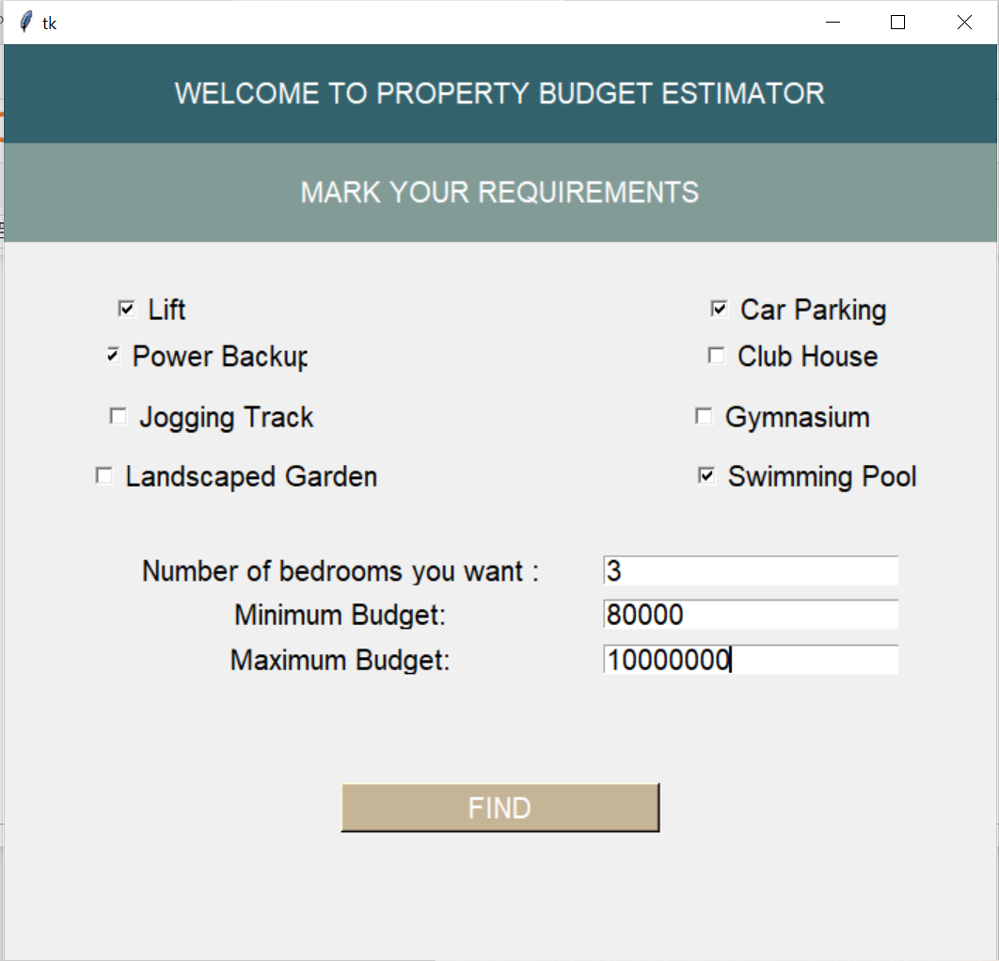 tk
WELCOME TO PROPERTY BUDGET ESTIMATOR
MARK YOUR REQUIREMENTS
Lift
Car Parking
Power Backup
Club House
Jogging Track
Gymnasium
Landscaped Garden
Swimming Pool
Number of bedrooms you want : 3
Minimum Budget: 80000
Maximum Budget: 10000000
FIND